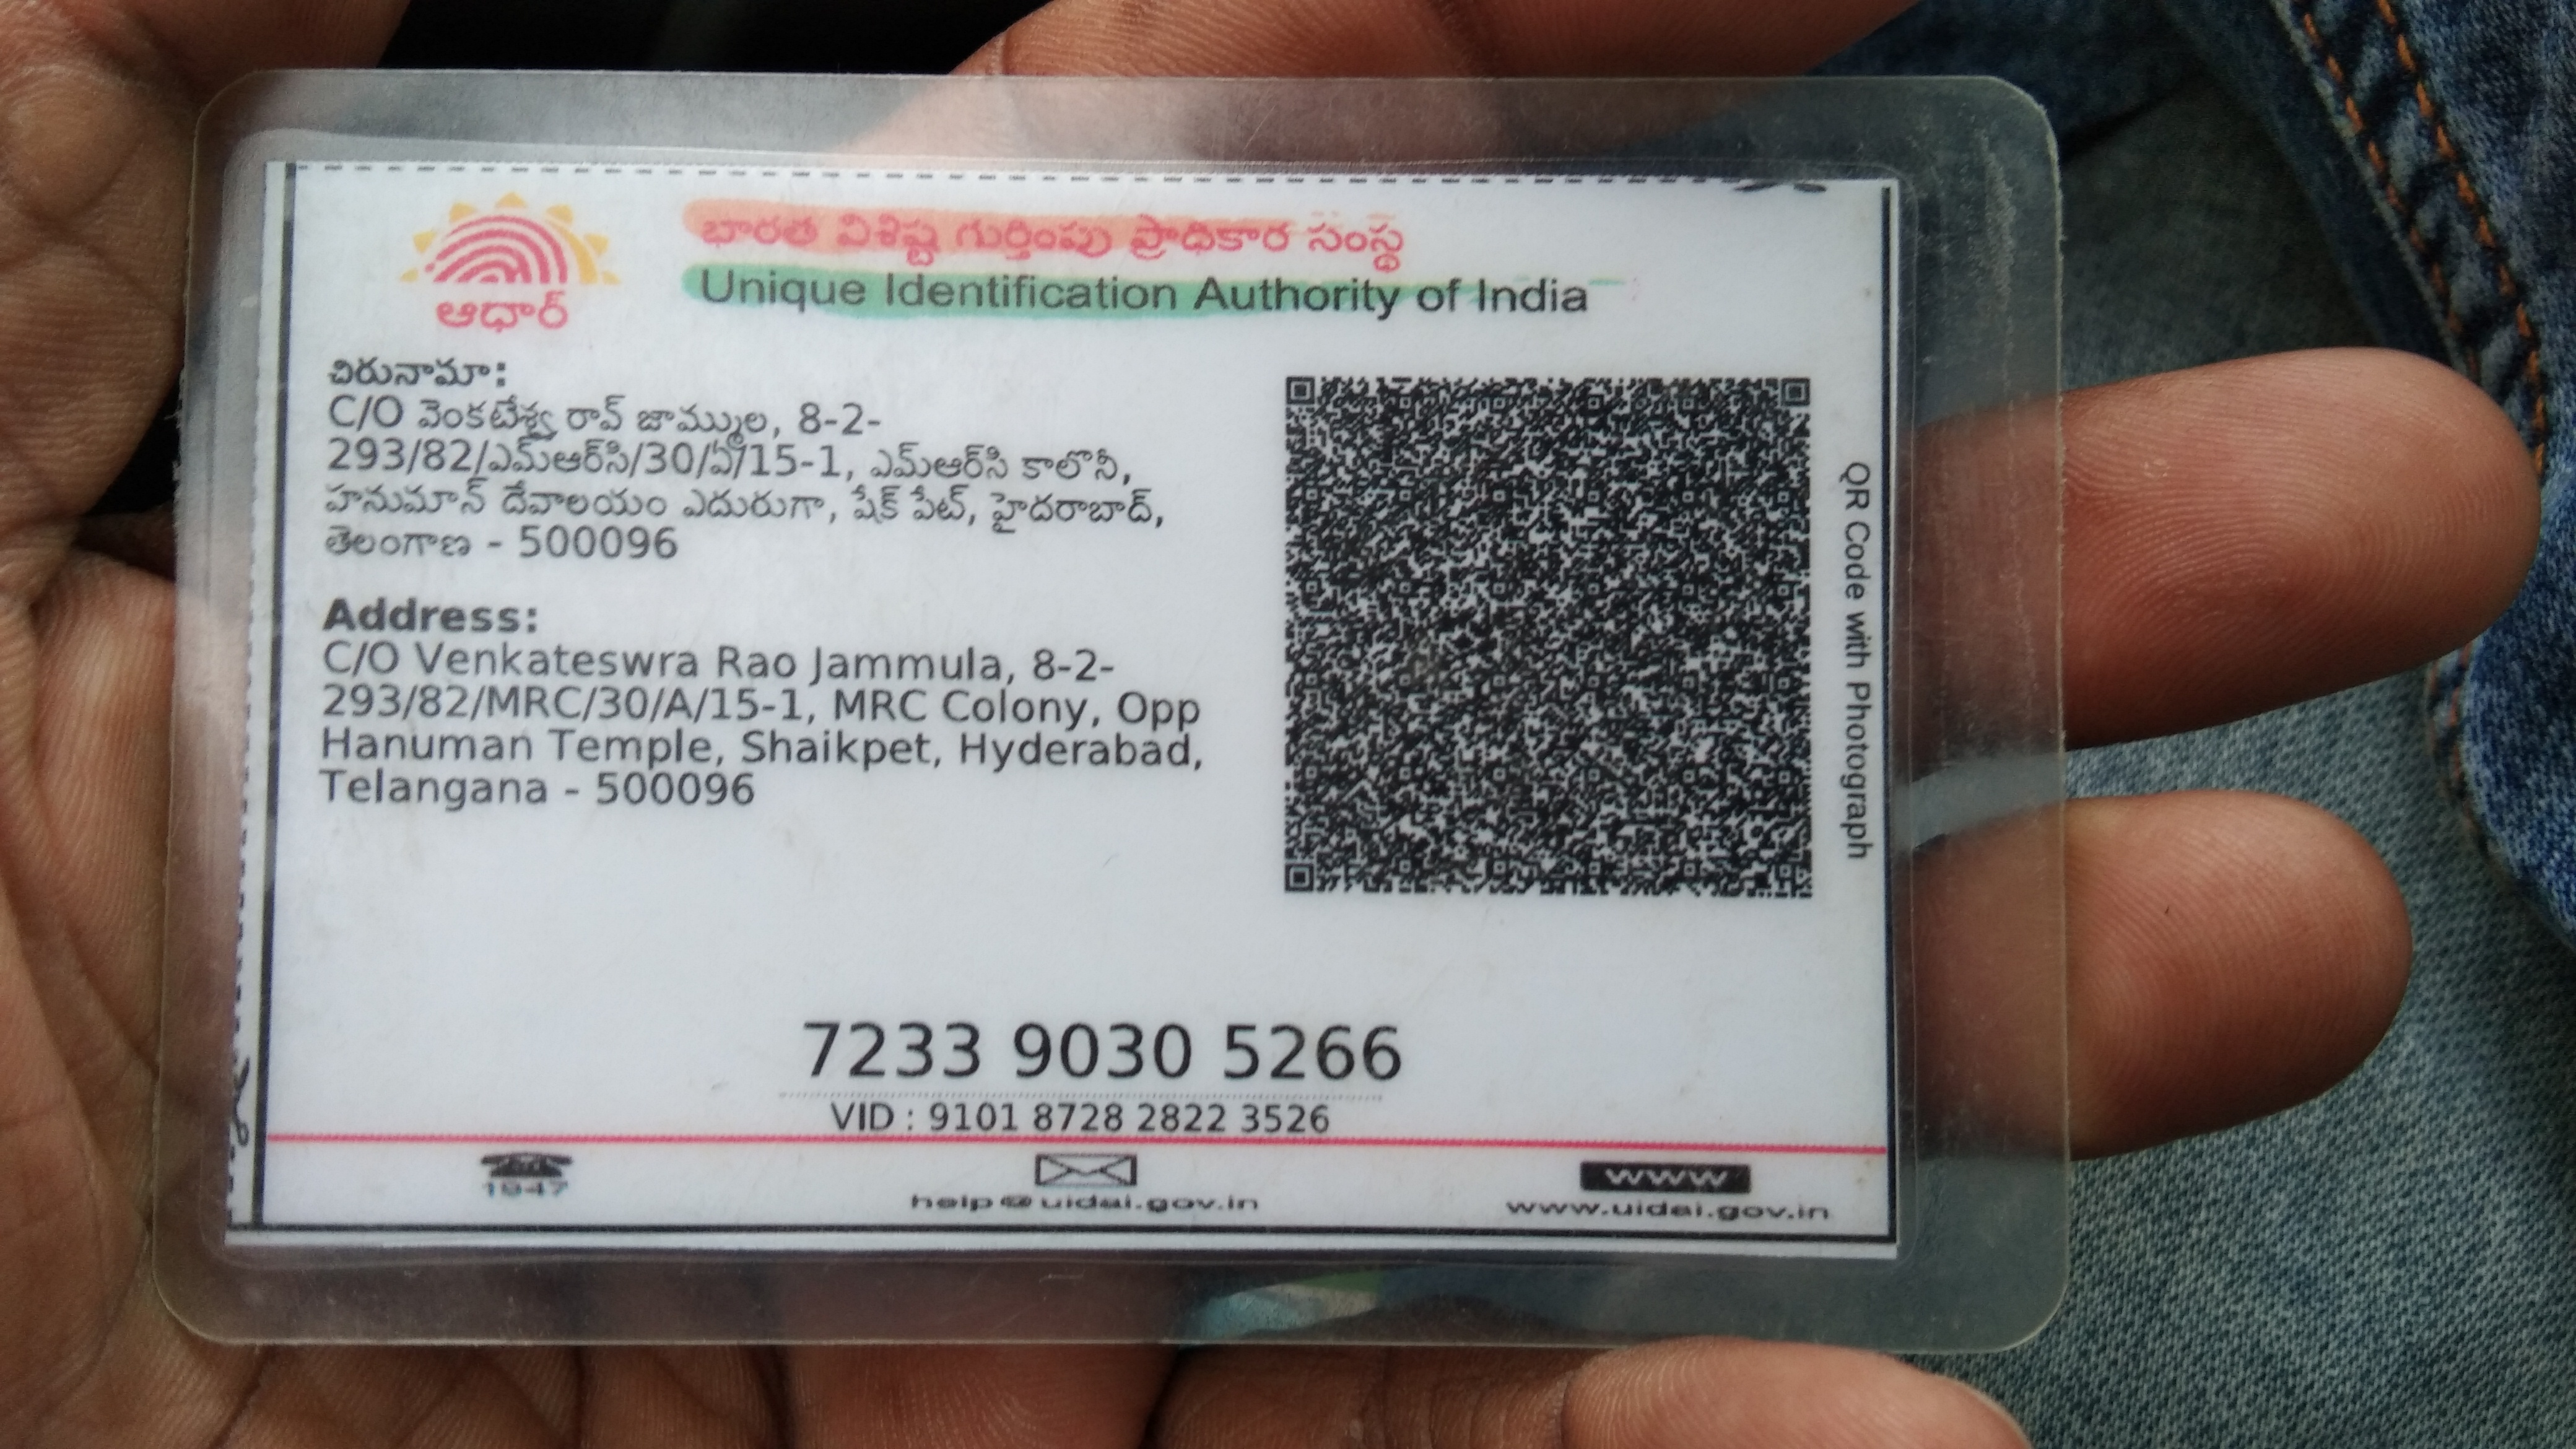 ఆధార్
భారత విశిష్ట గుర్తింపు ప్రాధికార సంస్థ
Unique Identification Authority of India
చిరునామా:
C/O వెంకటేశ్వ రావ్ జామ్ముల, 8-2-
293/82/ఎమ్ఆర్‌సి/30/ఏ/15-1, ఎమ్ఆర్‌సి కాలొనీ,
హనుమాన్ దేవాలయం ఎదురుగా, షేక్ పేట్, హైదరాబాద్,
తెలంగాణ - 500096
Address:
C/O Venkateswra Rao Jammula, 8-2-
293/82/MRC/30/A/15-1, MRC Colony, Opp
Hanuman Temple, Shaikpet, Hyderabad,
Telangana - 500096
QR Code with Photograph
7233 9030 5266
VID : 9101 8728 2822 3526
1947
help@uidai.gov.in
www
www.uidai.gov.in